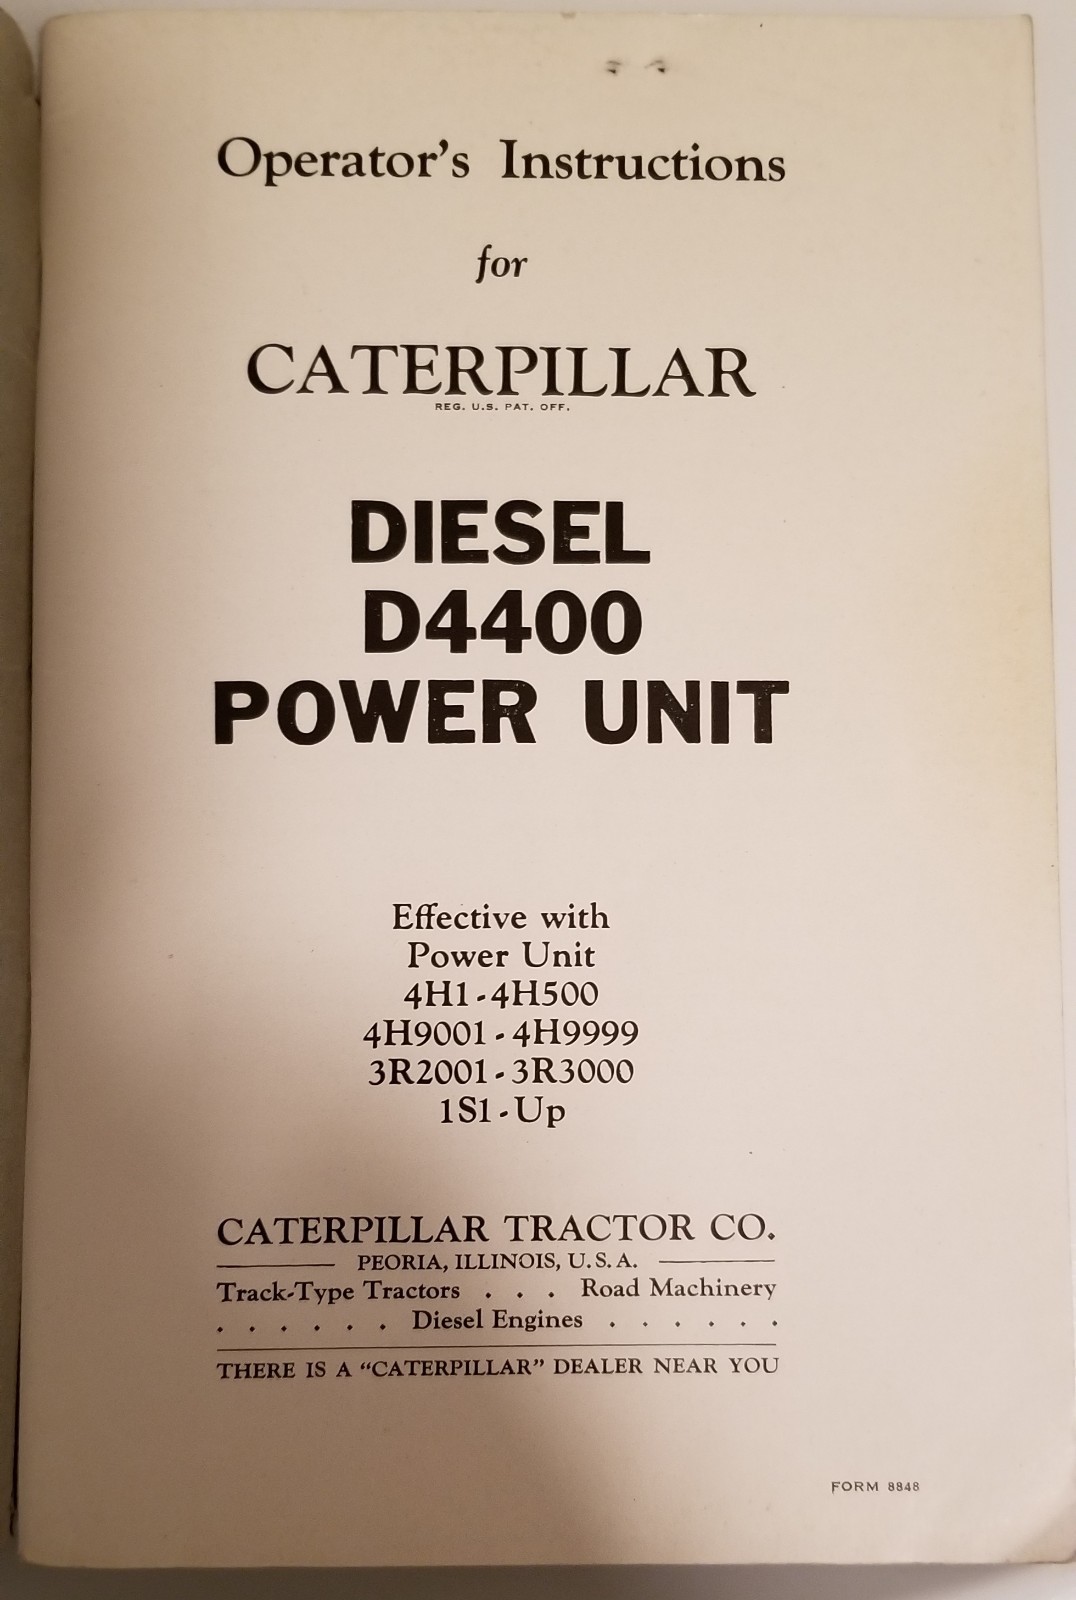 Operator's Instructions
for
CATERPILLAR
REG. U.S. PAT. OFF.
DIESEL
D4400
POWER UNIT
Effective with
Power Unit
4H1-4H500
4H9001-4H9999
3R2001-3R3000
1S1-Up
CATERPILLAR TRACTOR CO.
PEORIA, ILLINOIS, U.S.A.
Track-Type Tractors . . . Road Machinery
. . . . . . Diesel Engines . . . . . .
THERE IS A “CATERPILLAR” DEALER NEAR YOU
FORM 8848